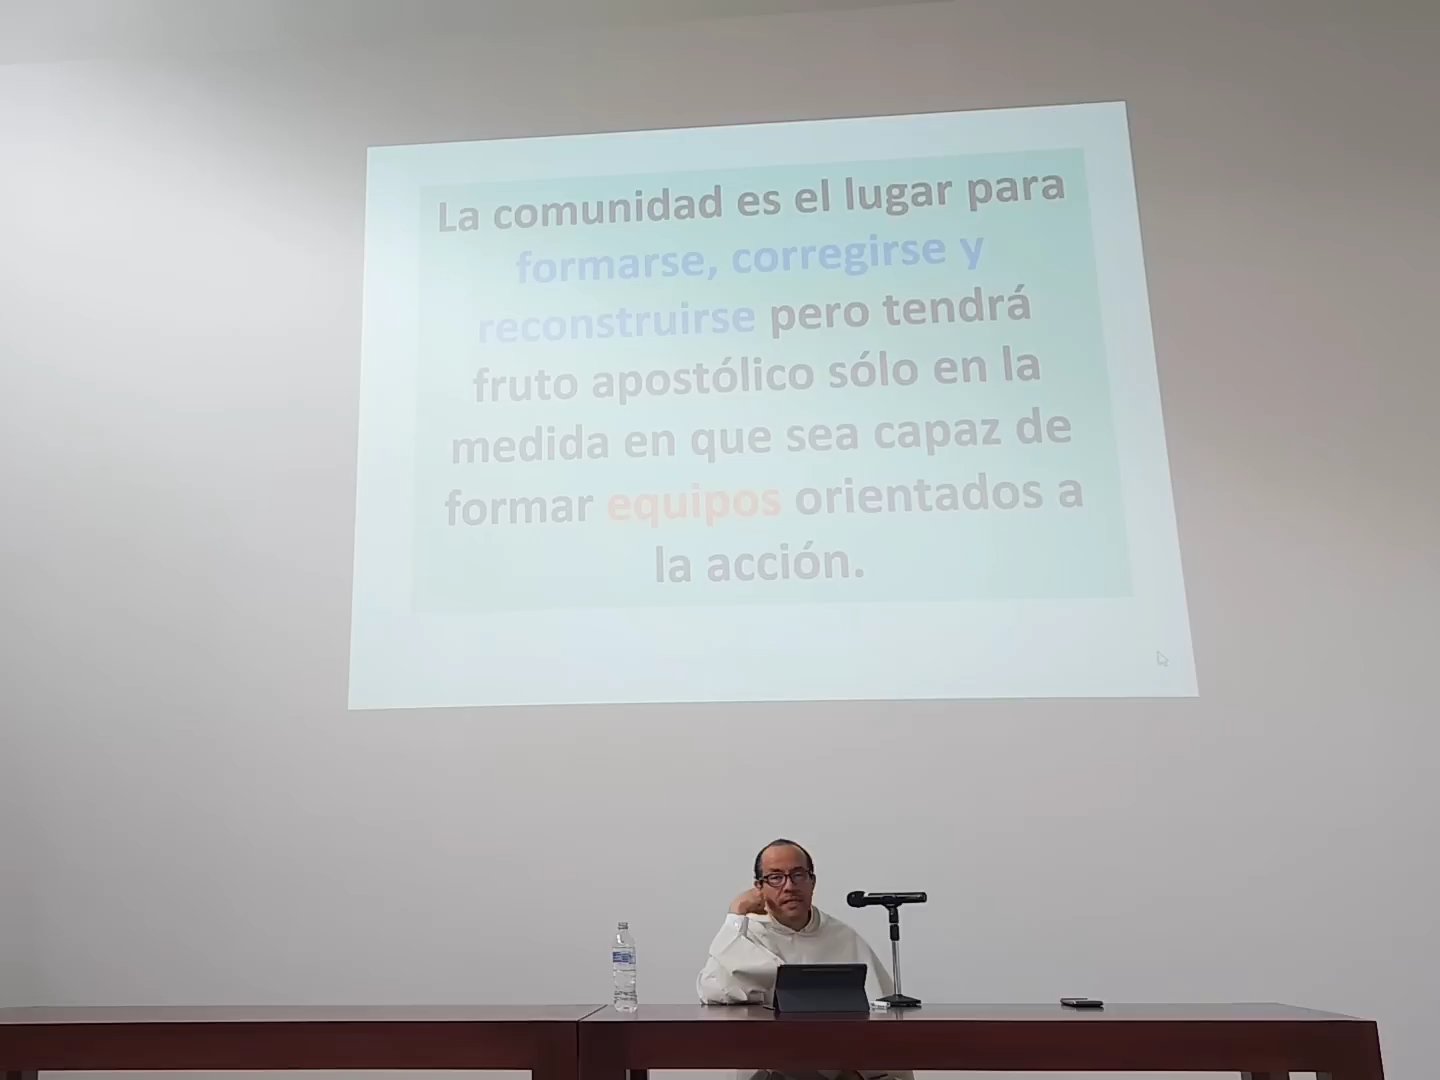 La comunidad es el lugar para
formarse, corregirse y
reconstruirse pero tendrá
fruto apostólico sólo en la
medida en que sea capaz de
formar equipos orientados a
la acción.